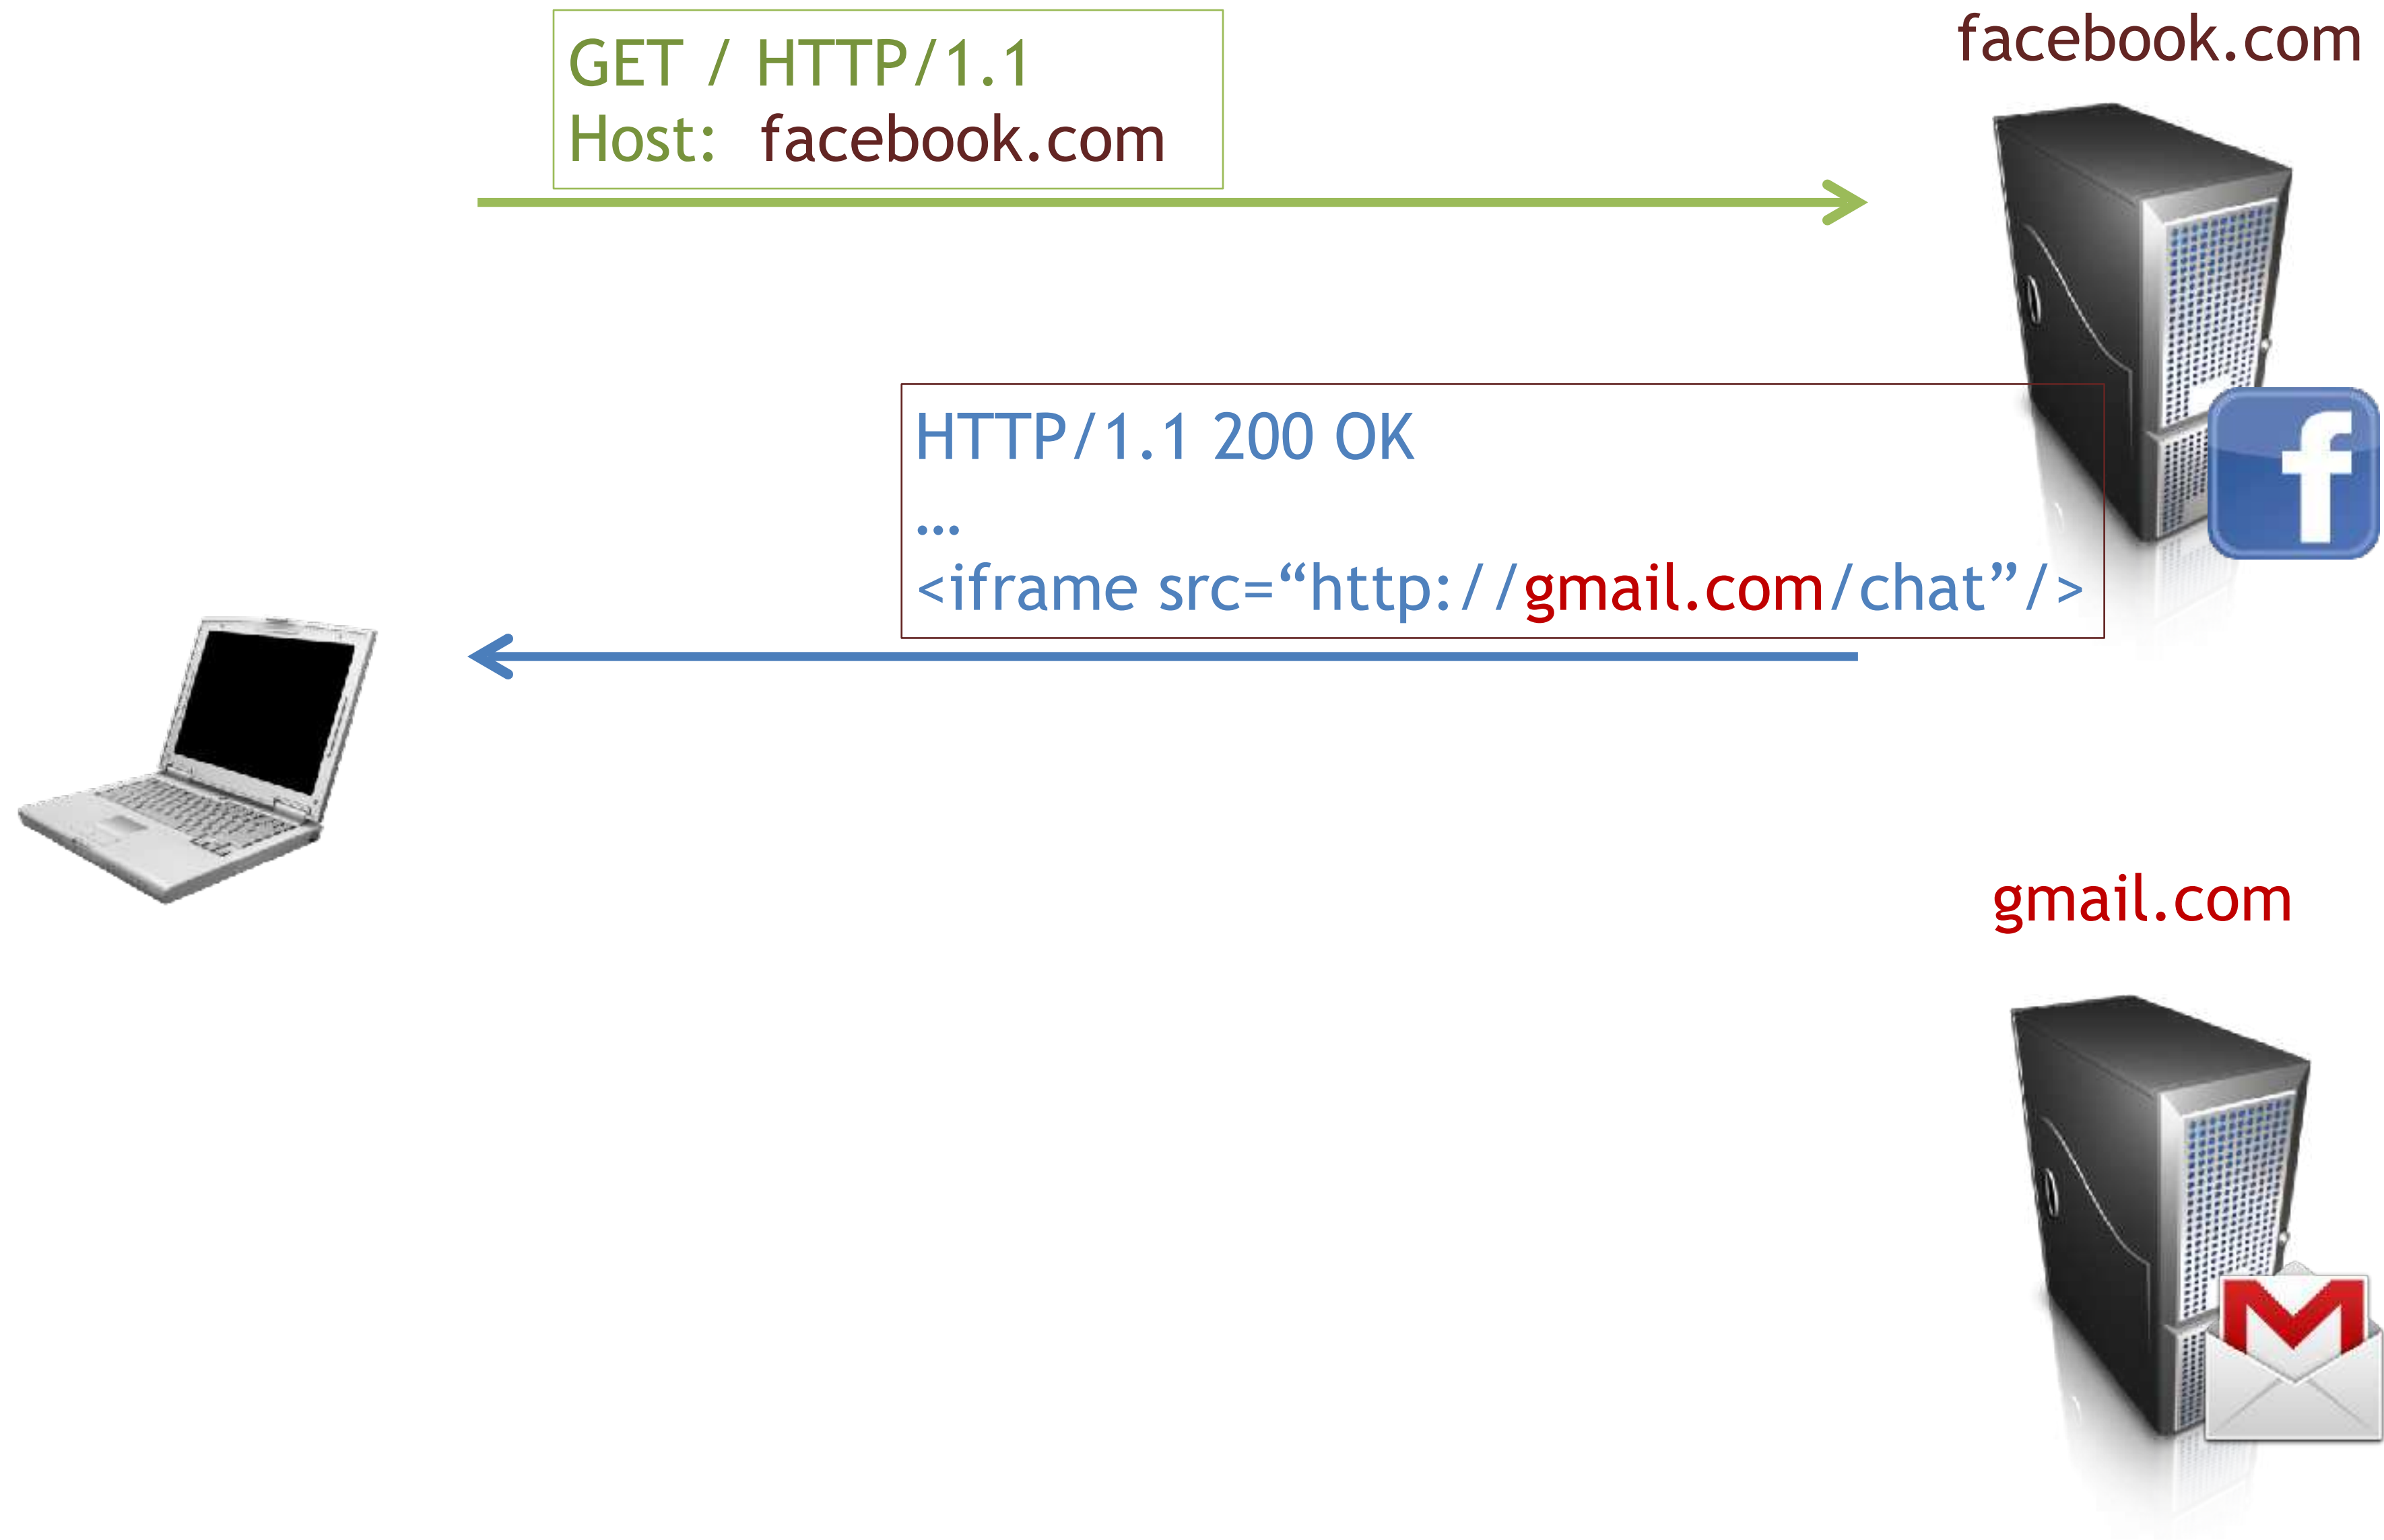 facebook.com
GET / HTTP/1.1
Host: facebook.com
HTTP/1.1 200 OK
…
<iframe src=“http://gmail.com/chat”/>
f
gmail.com
M